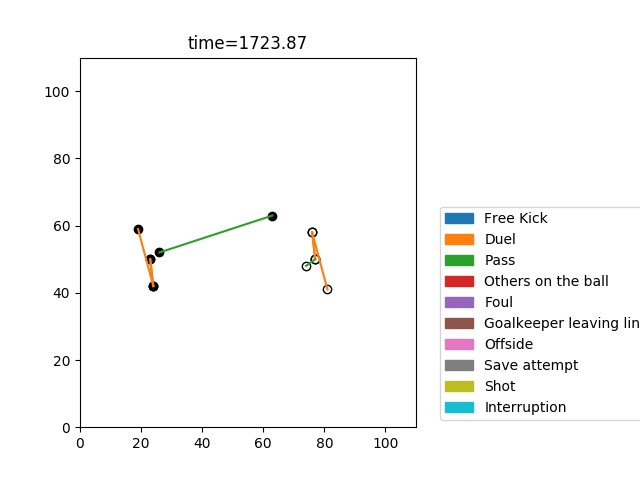 time=1723.87
100
80
60
40
20
0
0 20 40 60 80 100
Free Kick
Duel
Pass
Others on the ball
Foul
Goalkeeper leaving lin
Offside
Save attempt
Shot
Interruption